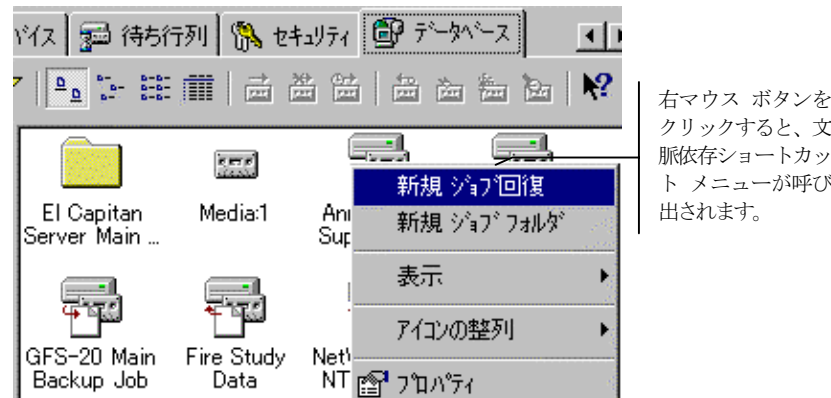 ﾊﾞｲｽ 待ち行列 セキュリティ ﾃﾞｰﾀﾍﾞｰｽ
右マウス ボタンを
クリックすると、文
脈依存ショートカッ
ト メニューが呼び
出されます。
El Capitan
Server Main ...
Media:1
新規 ｼﾞｮﾌﾞ回復
新規 ｼﾞｮﾌﾞ ﾌｫﾙﾀﾞ
表示
ｱｲｺﾝの整列
ﾌﾟﾛﾊﾟﾃｨ
GFS-20 Main
Backup Job
Fire Study
Data
NT